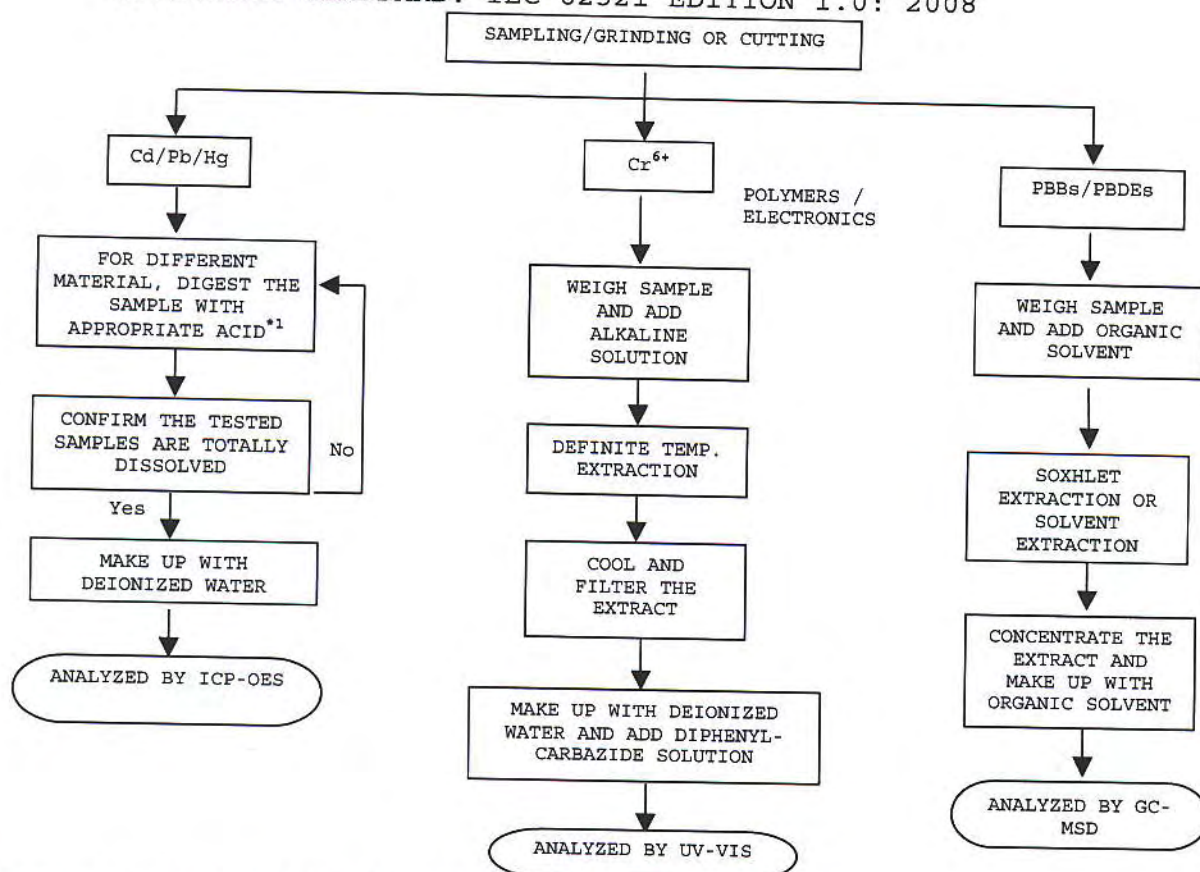 IEC 62321 EDITION 1.0: 2008
SAMPLING/GRINDING OR CUTTING
Cd/Pb/Hg
FOR DIFFERENT
MATERIAL, DIGEST THE
SAMPLE WITH
APPROPRIATE ACID*1
CONFIRM THE TESTED
SAMPLES ARE TOTALLY
DISSOLVED
No
Yes
MAKE UP WITH
DEIONIZED WATER
ANALYZED BY ICP-OES
Cr6+
POLYMERS /
ELECTRONICS
WEIGH SAMPLE
AND ADD
ALKALINE
SOLUTION
DEFINITE TEMP.
EXTRACTION
COOL AND
FILTER THE
EXTRACT
MAKE UP WITH DEIONIZED
WATER AND ADD DIPHENYL-
CARBAZIDE SOLUTION
ANALYZED BY UV-VIS
PBBs/PBDEs
WEIGH SAMPLE
AND ADD ORGANIC
SOLVENT
SOXHLET
EXTRACTION OR
SOLVENT
EXTRACTION
CONCENTRATE THE
EXTRACT AND
MAKE UP WITH
ORGANIC SOLVENT
ANALYZED BY GC-
MSD